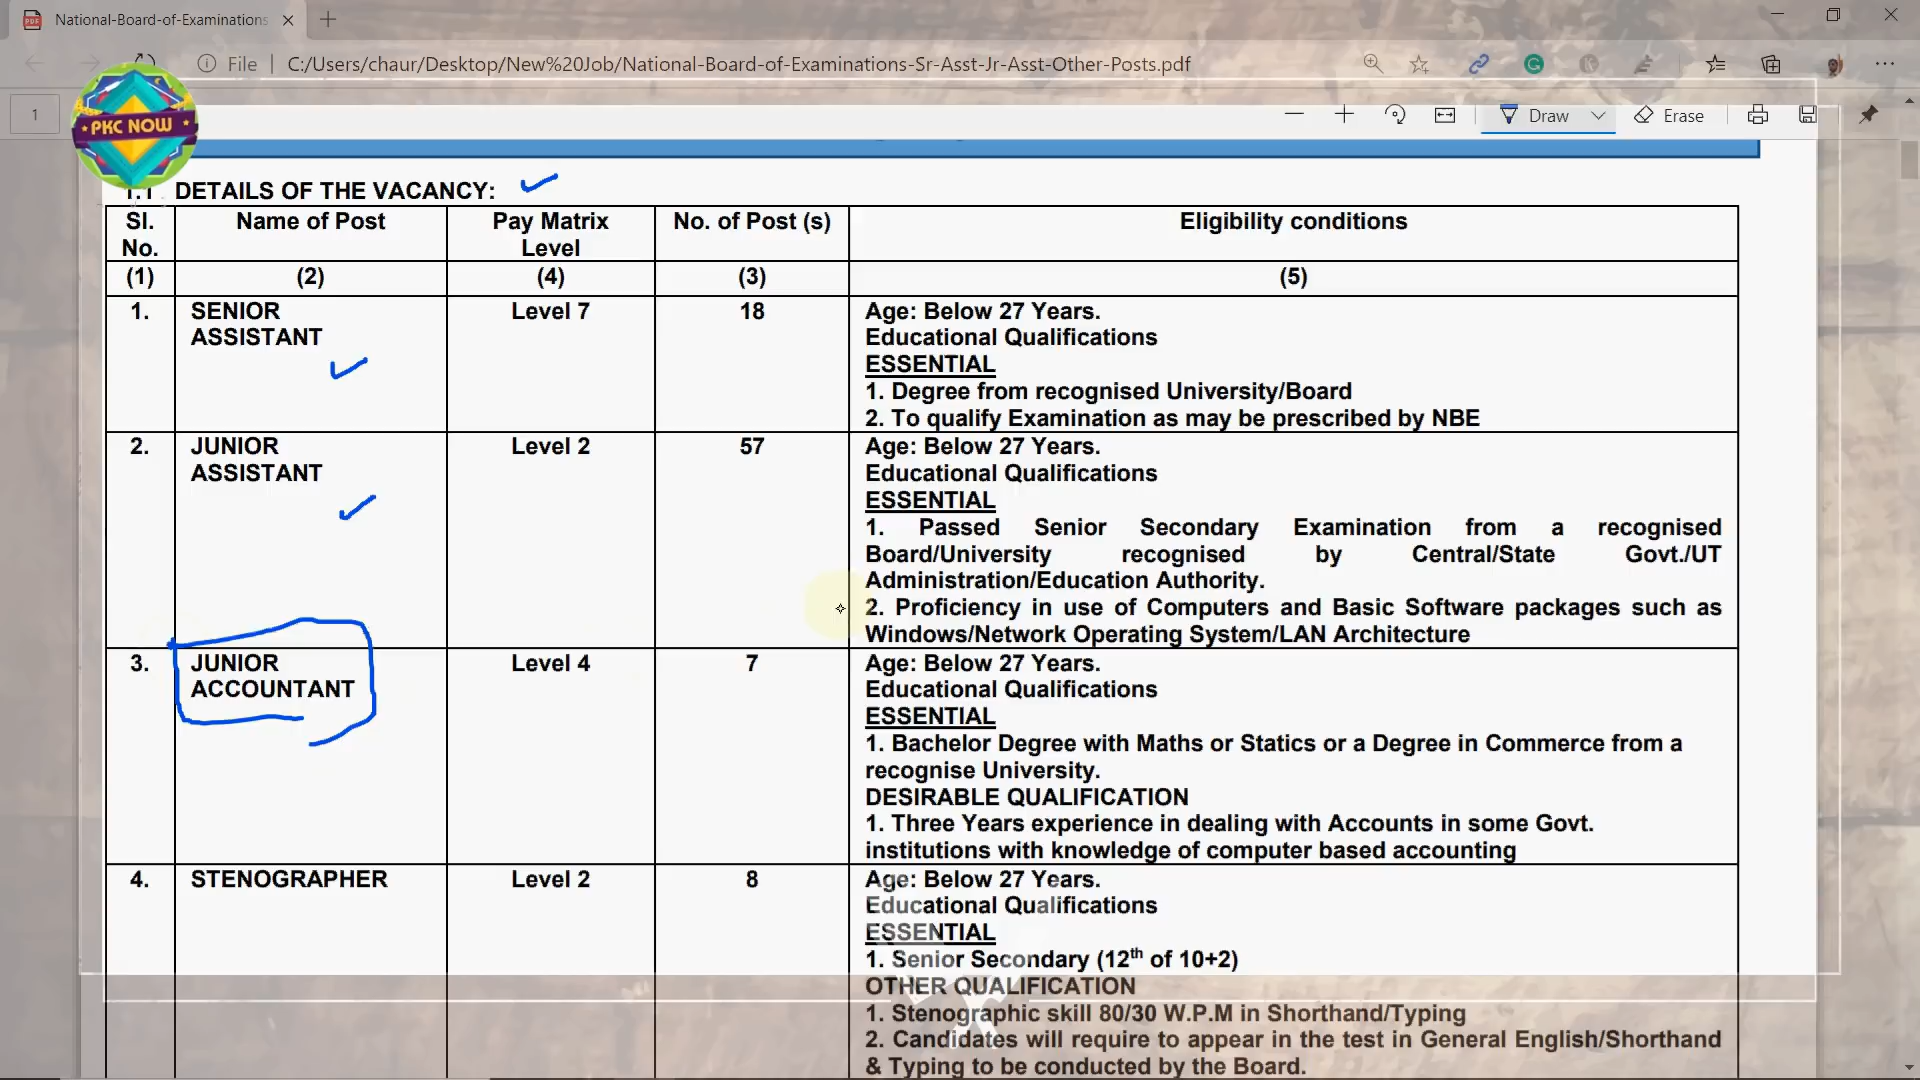 National-Board-of-Examinations
File
C:/Users/chaur/Desktop/New%20Job/National-Board-of-Examinations-Sr-Asst-Jr-Asst-Other-Posts.pdf
1
Draw
Erase
PKC NOW
1.1 DETAILS OF THE VACANCY:
Sl. No.
Name of Post
Pay Matrix Level
No. of Post (s)
Eligibility conditions
(1)
(2)
(4)
(3)
(5)
1.
SENIOR
ASSISTANT
Level 7
18
Age: Below 27 Years.
Educational Qualifications
ESSENTIAL
1. Degree from recognised University/Board
2. To qualify Examination as may be prescribed by NBE
2.
JUNIOR
ASSISTANT
Level 2
57
Age: Below 27 Years.
Educational Qualifications
ESSENTIAL
1. Passed Senior Secondary Examination from a recognised
Board/University recognised by Central/State Govt./UT
Administration/Education Authority.
2. Proficiency in use of Computers and Basic Software packages such as
Windows/Network Operating System/LAN Architecture
3.
JUNIOR
ACCOUNTANT
Level 4
7
Age: Below 27 Years.
Educational Qualifications
ESSENTIAL
1. Bachelor Degree with Maths or Statics or a Degree in Commerce from a
recognise University.
DESIRABLE QUALIFICATION
1. Three Years experience in dealing with Accounts in some Govt.
institutions with knowledge of computer based accounting
4.
STENOGRAPHER
Level 2
8
Age: Below 27 Years.
Educational Qualifications
ESSENTIAL
1. Senior Secondary (12th of 10+2)
OTHER QUALIFICATION
1. Stenographic skill 80/30 W.P.M in Shorthand/Typing
2. Candidates will require to appear in the test in General English/Shorthand
& Typing to be conducted by the Board.